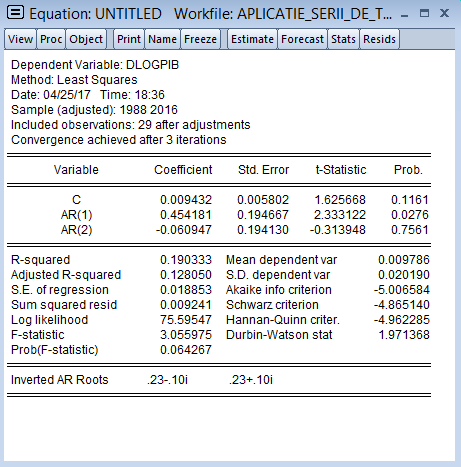 Equation: UNTITLED Workfile: APLICATIE_SERII_DE_T...
View Proc Object Print Name Freeze Estimate Forecast Stats Resids
Dependent Variable: DLOGPIB
Method: Least Squares
Date: 04/25/17 Time: 18:36
Sample (adjusted): 1988 2016
Included observations: 29 after adjustments
Convergence achieved after 3 iterations
Variable Coefficient Std. Error t-Statistic Prob.
C 0.009432 0.005802 1.625668 0.1161
AR(1) 0.454181 0.194667 2.333122 0.0276
AR(2) -0.060947 0.194130 -0.313948 0.7561
R-squared 0.190333 Mean dependent var 0.009786
Adjusted R-squared 0.128050 S.D. dependent var 0.020190
S.E. of regression 0.018853 Akaike info criterion -5.006584
Sum squared resid 0.009241 Schwarz criterion -4.865140
Log likelihood 75.59547 Hannan-Quinn criter. -4.962285
F-statistic 3.055975 Durbin-Watson stat 1.971368
Prob(F-statistic) 0.064267
Inverted AR Roots .23-.10i .23+.10i